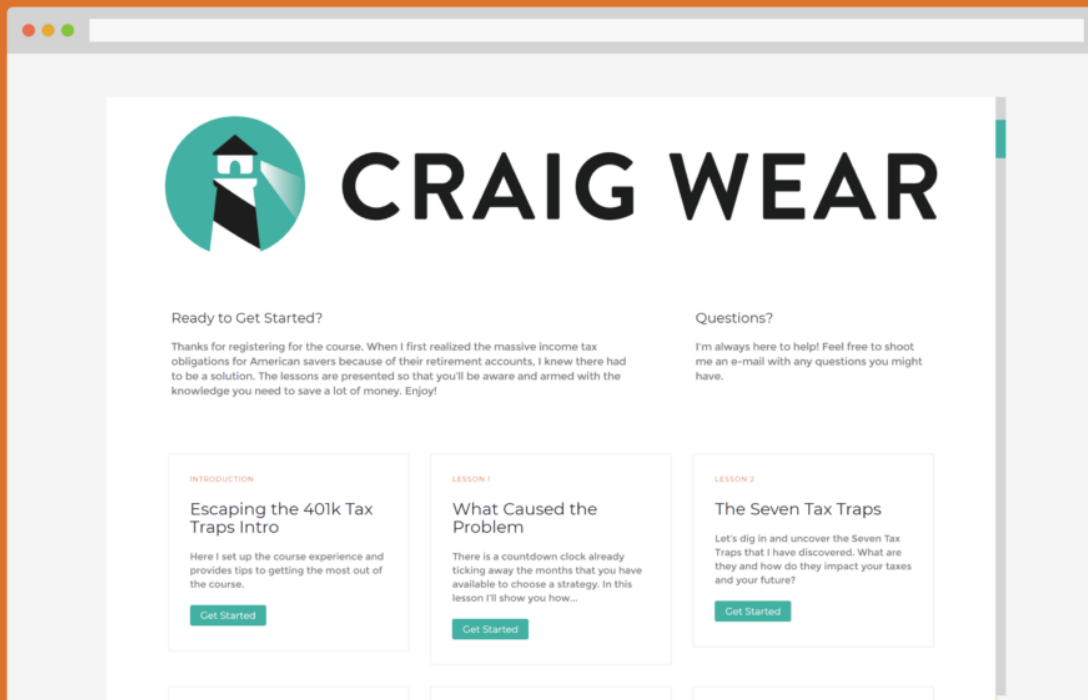 CRAIG WEAR
Ready to Get Started?
Thanks for registering for the course. When I first realized the massive income tax
obligations for American savers because of their retirement accounts, I knew there had
to be a solution. The lessons are presented so that you'll be aware and armed with the
knowledge you need to save a lot of money. Enjoy!
Questions?
I'm always here to help! Feel free to shoot
me an e-mail with any questions you might
have.
INTRODUCTION
Escaping the 401k Tax
Traps Intro
Here I set up the course experience and
provides tips to getting the most out of
the course.
Get Started
LESSON 1
What Caused the
Problem
There is a countdown clock already
ticking away the months that you have
available to choose a strategy. In this
lesson I'll show you how...
Get Started
LESSON 2
The Seven Tax Traps
Let's dig in and uncover the Seven Tax
Traps that I have discovered. What are
they and how do they impact your taxes
and your future?
Get Started